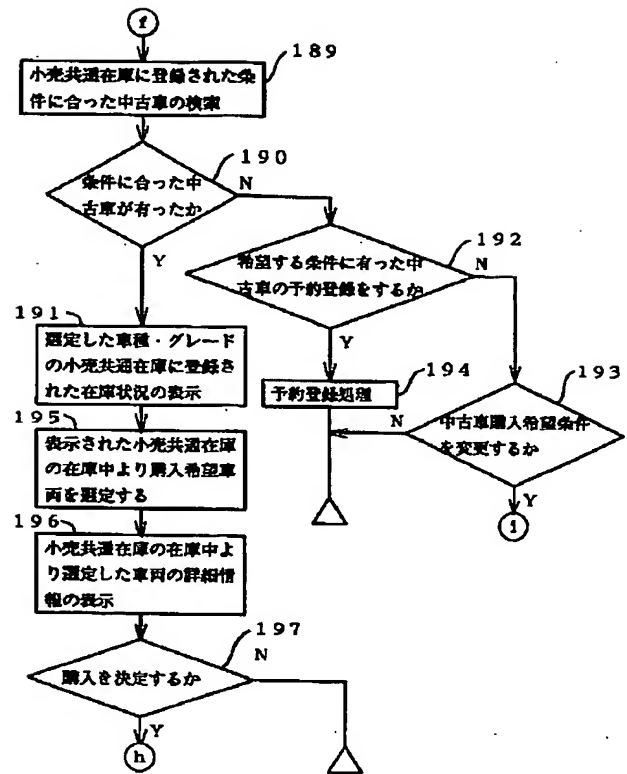 f
189
小売共通在庫に登録された条
件に合った中古車の検索
190
条件に合った中
古車が有ったか
N
Y
192
希望する条件に有った中
古車の予約登録をするか
N
Y
191
選定した車種・グレード
の小売共通在庫に登録さ
れた在庫状況の表示
194
予約登録処理
193
中古車購入希望条件
を変更するか
N
Y
i
195
表示された小売共通在庫
の在庫中より購入希望車
両を選定する
196
小売共通在庫の在庫中よ
り選定した車両の詳細情
報の表示
197
購入を決定するか
N
Y
h